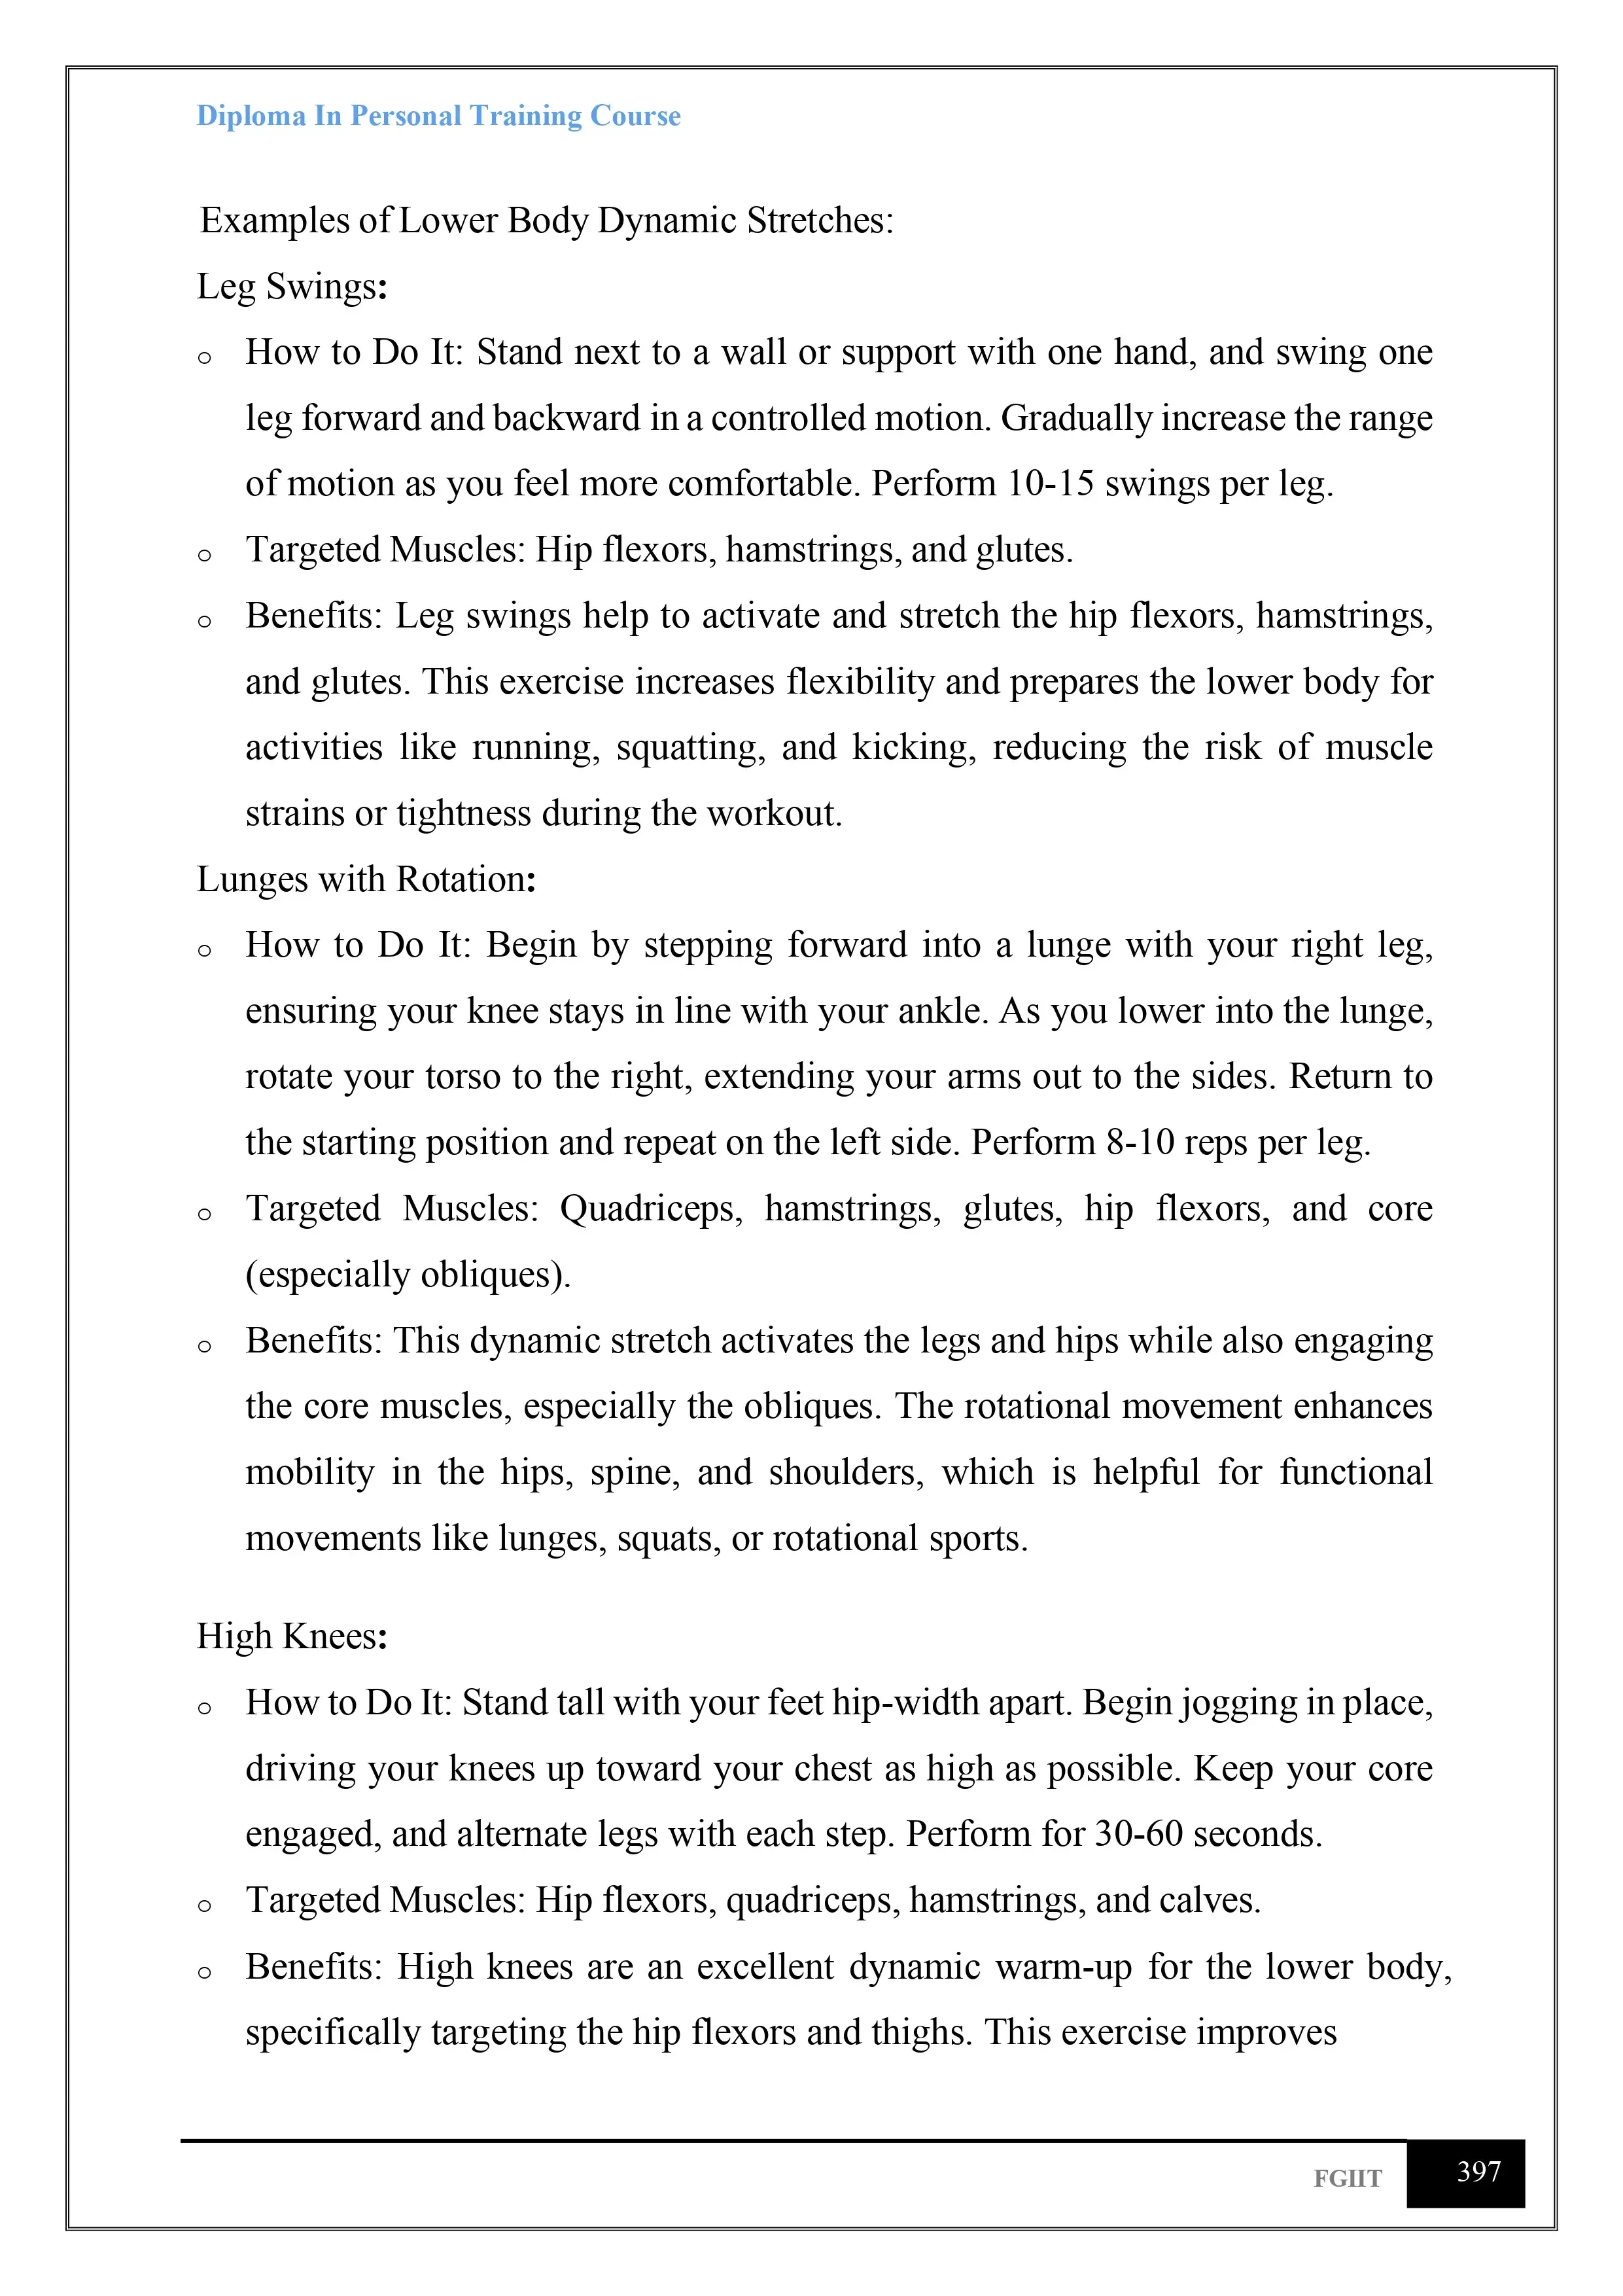 Diploma In Personal Training Course
Examples of Lower Body Dynamic Stretches:
Leg Swings:
o How to Do It: Stand next to a wall or support with one hand, and swing one
leg forward and backward in a controlled motion. Gradually increase the range
of motion as you feel more comfortable. Perform 10-15 swings per leg.
o Targeted Muscles: Hip flexors, hamstrings, and glutes.
o Benefits: Leg swings help to activate and stretch the hip flexors, hamstrings,
and glutes. This exercise increases flexibility and prepares the lower body for
activities like running, squatting, and kicking, reducing the risk of muscle
strains or tightness during the workout.
Lunges with Rotation:
o How to Do It: Begin by stepping forward into a lunge with your right leg,
ensuring your knee stays in line with your ankle. As you lower into the lunge,
rotate your torso to the right, extending your arms out to the sides. Return to
the starting position and repeat on the left side. Perform 8-10 reps per leg.
o Targeted Muscles: Quadriceps, hamstrings, glutes, hip flexors, and core
(especially obliques).
o Benefits: This dynamic stretch activates the legs and hips while also engaging
the core muscles, especially the obliques. The rotational movement enhances
mobility in the hips, spine, and shoulders, which is helpful for functional
movements like lunges, squats, or rotational sports.
High Knees:
o How to Do It: Stand tall with your feet hip-width apart. Begin jogging in place,
driving your knees up toward your chest as high as possible. Keep your core
engaged, and alternate legs with each step. Perform for 30-60 seconds.
o Targeted Muscles: Hip flexors, quadriceps, hamstrings, and calves.
o Benefits: High knees are an excellent dynamic warm-up for the lower body,
specifically targeting the hip flexors and thighs. This exercise improves
FGIIT 397